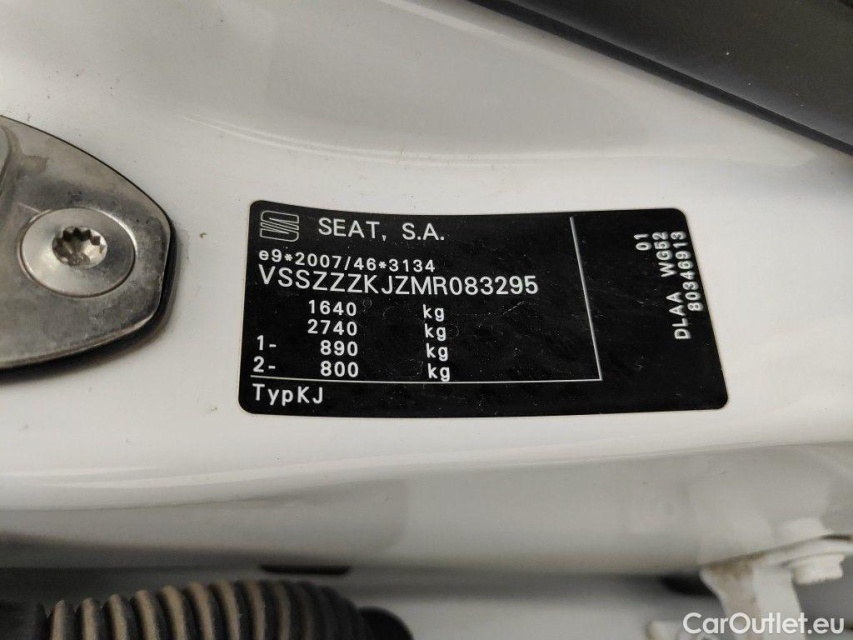 SEAT, S.A.
e9*2007/46*3134
VSSZZZKJZMR083295
1640 kg
2740 kg
1- 890 kg
2- 800 kg
TypKJ
01
DLAA WG52
80346913
CarOutlet.eu